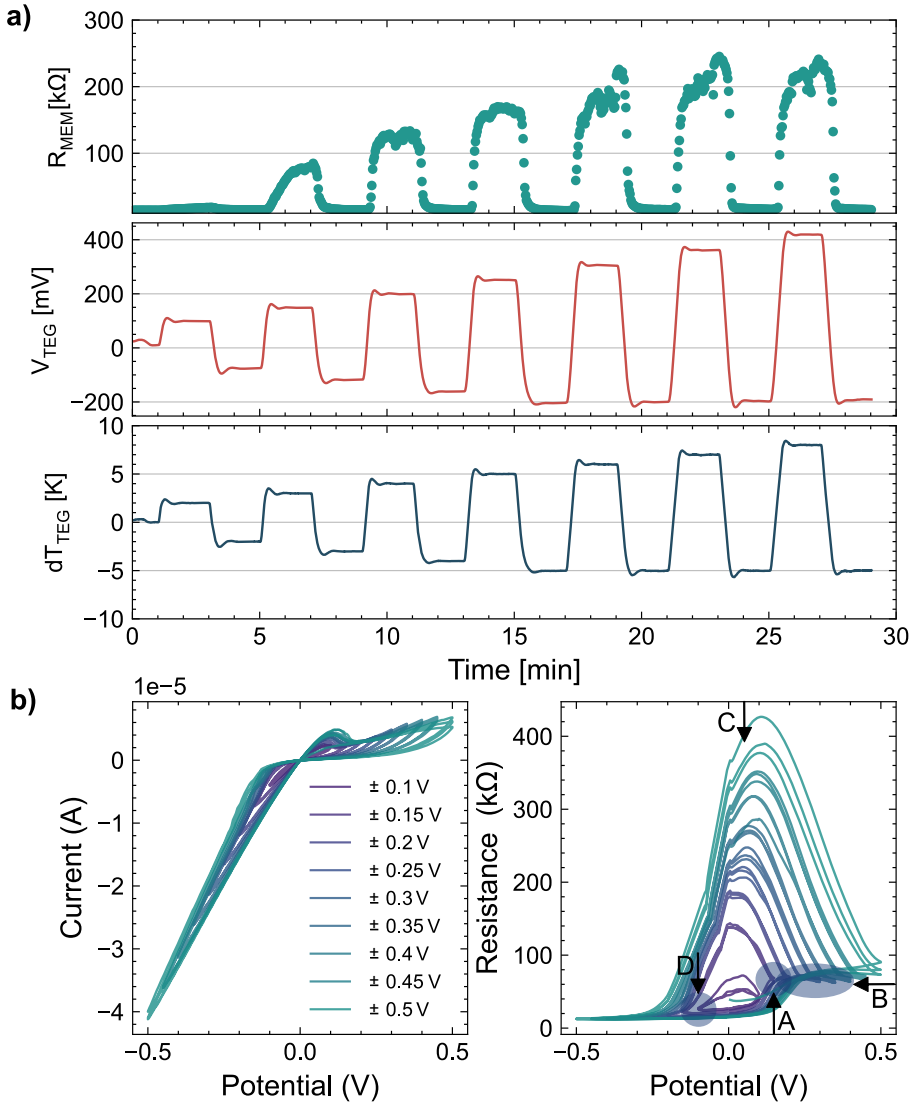 a)
300
200
100
R_MEM[kΩ]
400
200
0
−200
V_TEG [mV]
10
5
0
−5
−10
dT_TEG [K]
0 5 10 15 20 25 30
Time [min]
b)
1e−5
0
−1
−2
−3
−4
Current (A)
± 0.1 V
± 0.15 V
± 0.2 V
± 0.25 V
± 0.3 V
± 0.35 V
± 0.4 V
± 0.45 V
± 0.5 V
−0.5 0.0 0.5
Potential (V)
400
300
200
100
0
Resistance (kΩ)
C
D
A
B
−0.5 0.0 0.5
Potential (V)